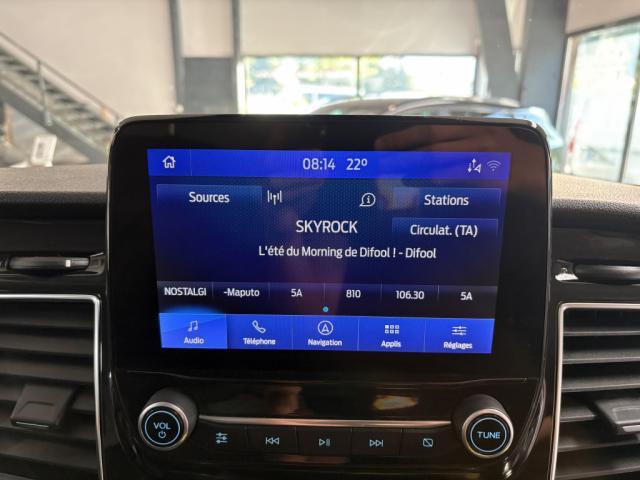 08:14 22°
Sources
Stations
SKYROCK
Circulat. (TA)
L'été du Morning de Difool ! - Difool
NOSTALGI -Maputo 5A 810 106.30 5A
Audio Téléphone Navigation Applis Réglages
VOL
TUNE